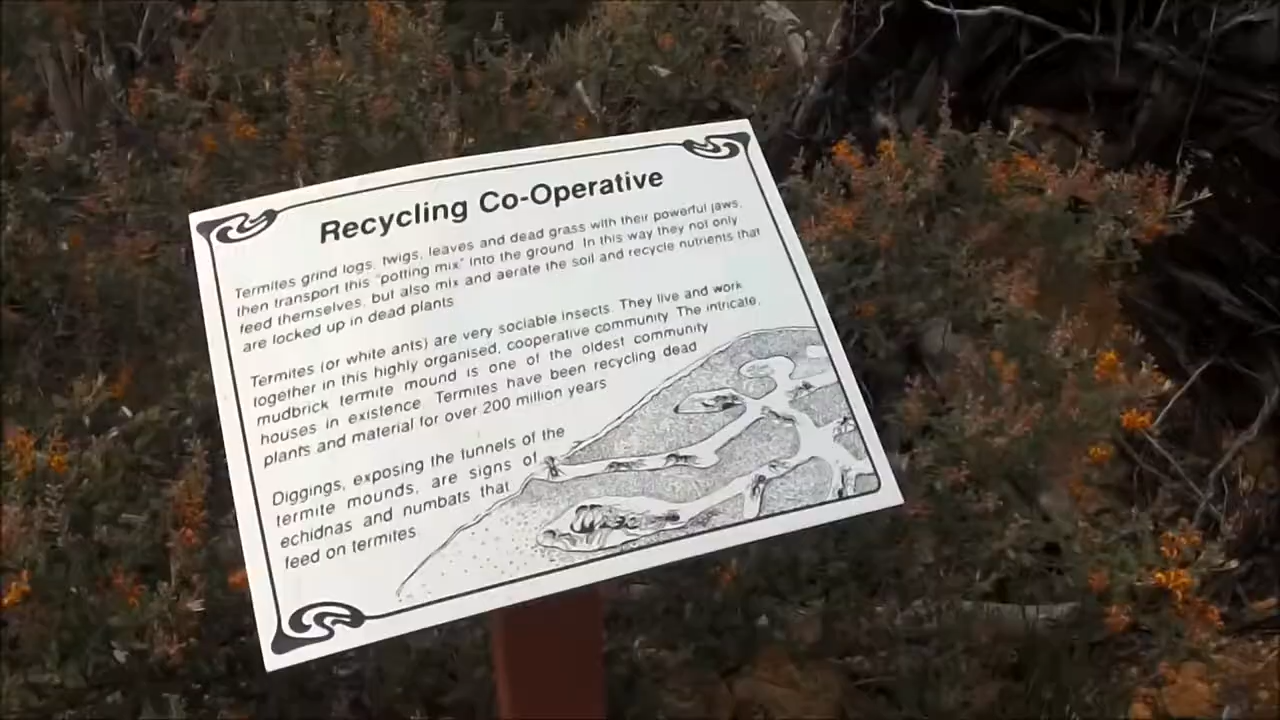 Recycling Co-Operative
Termites grind logs, twigs, leaves and dead grass with their powerful jaws,
then transport this "potting mix" into the ground. In this way they not only
feed themselves, but also mix and aerate the soil and recycle nutrients that
are locked up in dead plants.
Termites (or white ants) are very sociable insects. They live and work
together in this highly organised, cooperative community. The intricate,
mudbrick termite mound is one of the oldest community
houses in existence. Termites have been recycling dead
plants and material for over 200 million years.
Diggings, exposing the tunnels of the
termite mounds, are signs of
echidnas and numbats that
feed on termites.